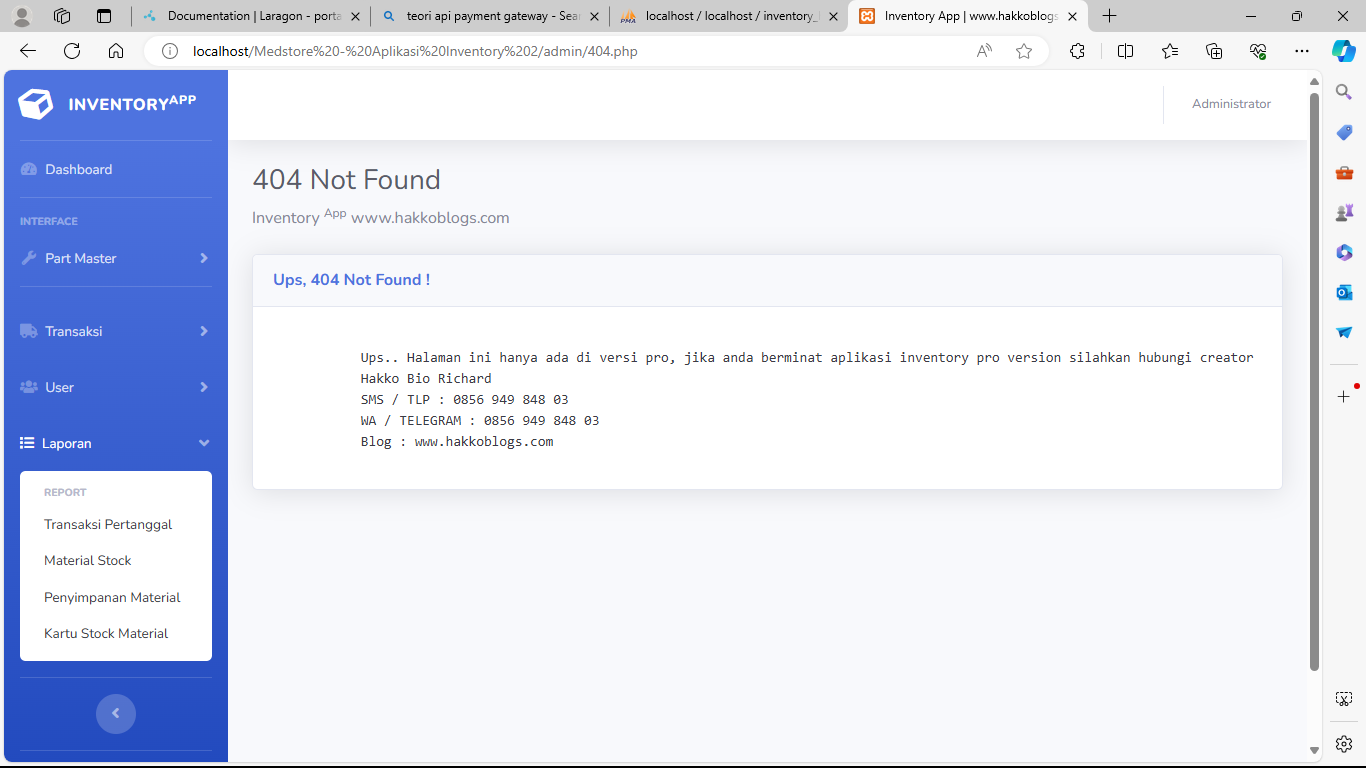 Documentation | Laragon - porta
teori api payment gateway - Sear
localhost / localhost / inventory_
Inventory App | www.hakkoblogs
localhost/Medstore%20-%20Aplikasi%20Inventory%202/admin/404.php
INVENTORYAPP
Administrator
Dashboard
INTERFACE
Part Master
Transaksi
User
Laporan
REPORT
Transaksi Pertanggal
Material Stock
Penyimpanan Material
Kartu Stock Material
404 Not Found
Inventory App www.hakkoblogs.com
Ups, 404 Not Found !
Ups.. Halaman ini hanya ada di versi pro, jika anda berminat aplikasi inventory pro version silahkan hubungi creator
Hakko Bio Richard
SMS / TLP : 0856 949 848 03
WA / TELEGRAM : 0856 949 848 03
Blog : www.hakkoblogs.com